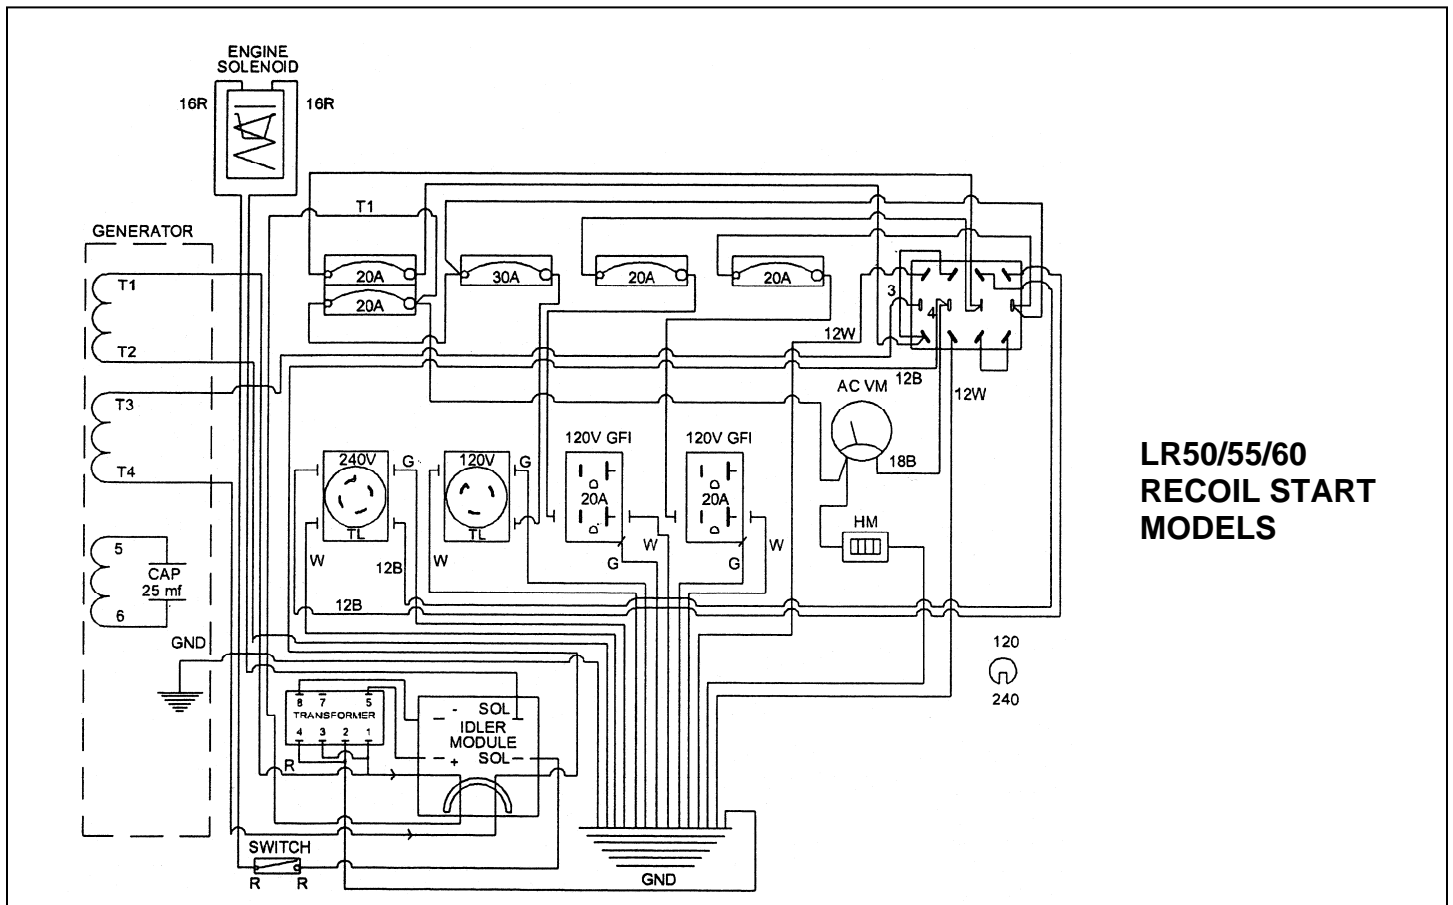 ENGINE
SOLENOID
16R
16R
T1
GENERATOR
T1
T2
T3
T4
5
CAP
25 mf
6
GND
20A
20A
30A
20A
20A
3
4
12W
12B
12W
AC VM
18B
HM
240V
G
TL
W
12B
12B
120V
G
TL
W
120V GFI
20A
W
G
120V GFI
20A
W
G
LR50/55/60
RECOIL START
MODELS
120
240
8 7 5
TRANSFORMER
4 3 2 1
R
- SOL
IDLER
MODULE
+ SOL
SWITCH
R R
GND